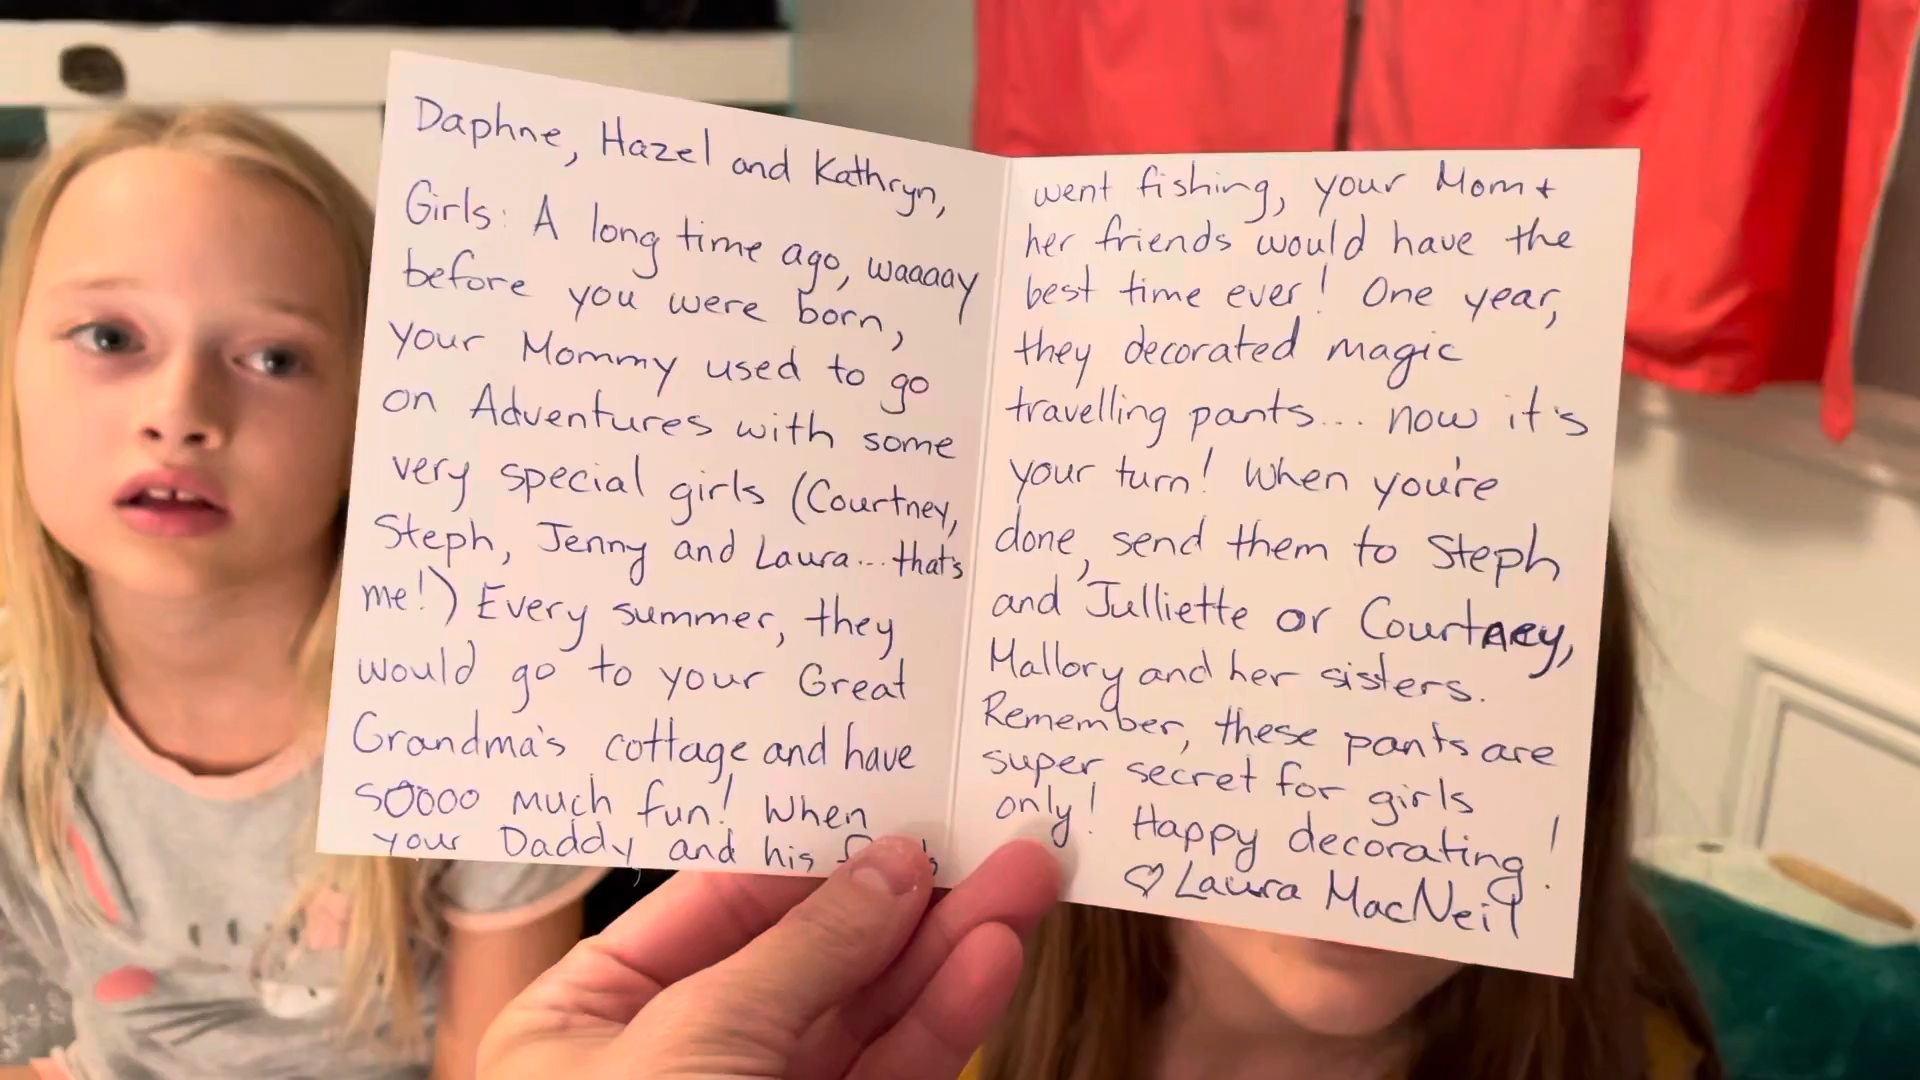 Daphne, Hazel and Kathryn,
Girls: A long time ago, waaaay
before you were born,
your Mommy used to go
on Adventures with some
very special girls (Courtney,
Steph, Jenny and Laura... that's
me!) Every summer, they
would go to your Great
Grandma's cottage and have
soooo much fun! When
your Daddy and his
went fishing, your Mom +
her friends would have the
best time ever! One year,
they decorated magic
travelling pants... now it's
your turn! When you're
done, send them to Steph
and Julliette or Courtney,
Mallory and her sisters.
Remember, these pants are
super secret for girls
only! Happy decorating!
♡ Laura MacNeil